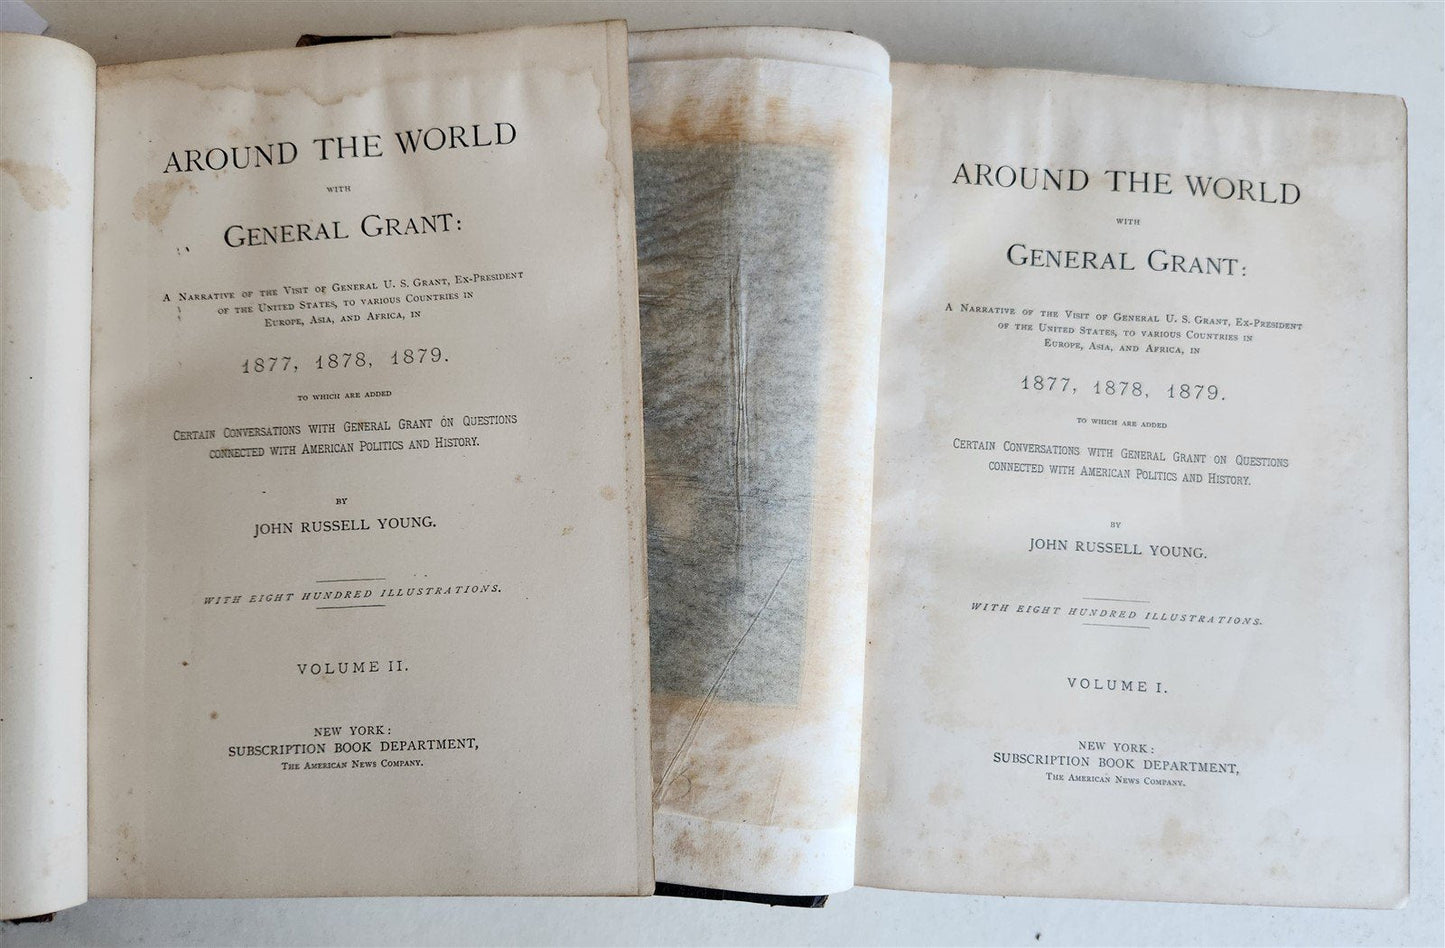 AROUND THE WORLD
WITH
GENERAL GRANT:
A NARRATIVE OF THE VISIT OF GENERAL U. S. GRANT, EX-PRESIDENT
OF THE UNITED STATES, TO VARIOUS COUNTRIES IN
EUROPE, ASIA, AND AFRICA, IN
1877, 1878, 1879.
TO WHICH ARE ADDED
CERTAIN CONVERSATIONS WITH GENERAL GRANT ON QUESTIONS
CONNECTED WITH AMERICAN POLITICS AND HISTORY.
BY
JOHN RUSSELL YOUNG.
WITH EIGHT HUNDRED ILLUSTRATIONS.
VOLUME II.
NEW YORK:
SUBSCRIPTION BOOK DEPARTMENT,
THE AMERICAN NEWS COMPANY.
AROUND THE WORLD
WITH
GENERAL GRANT:
A NARRATIVE OF THE VISIT OF GENERAL U. S. GRANT, EX-PRESIDENT
OF THE UNITED STATES, TO VARIOUS COUNTRIES IN
EUROPE, ASIA, AND AFRICA, IN
1877, 1878, 1879.
TO WHICH ARE ADDED
CERTAIN CONVERSATIONS WITH GENERAL GRANT ON QUESTIONS
CONNECTED WITH AMERICAN POLITICS AND HISTORY.
BY
JOHN RUSSELL YOUNG.
WITH EIGHT HUNDRED ILLUSTRATIONS.
VOLUME I.
NEW YORK:
SUBSCRIPTION BOOK DEPARTMENT,
THE AMERICAN NEWS COMPANY.